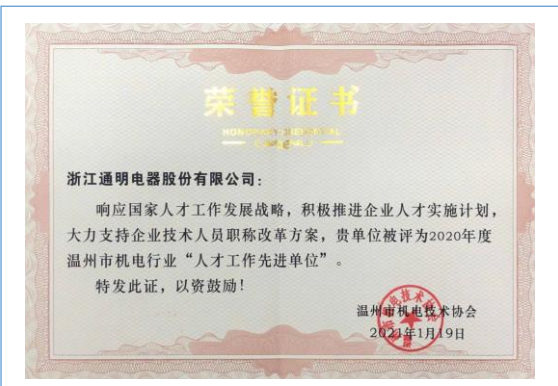 荣誉证书
浙江通明电器股份有限公司：
响应国家人才工作发展战略，积极推进企业人才实施计划，
大力支持企业技术人员职称改革方案，贵单位被评为2020年度
温州市机电行业“人才工作先进单位”。
特发此证，以资鼓励！
温州市机电技术协会
2021年1月19日